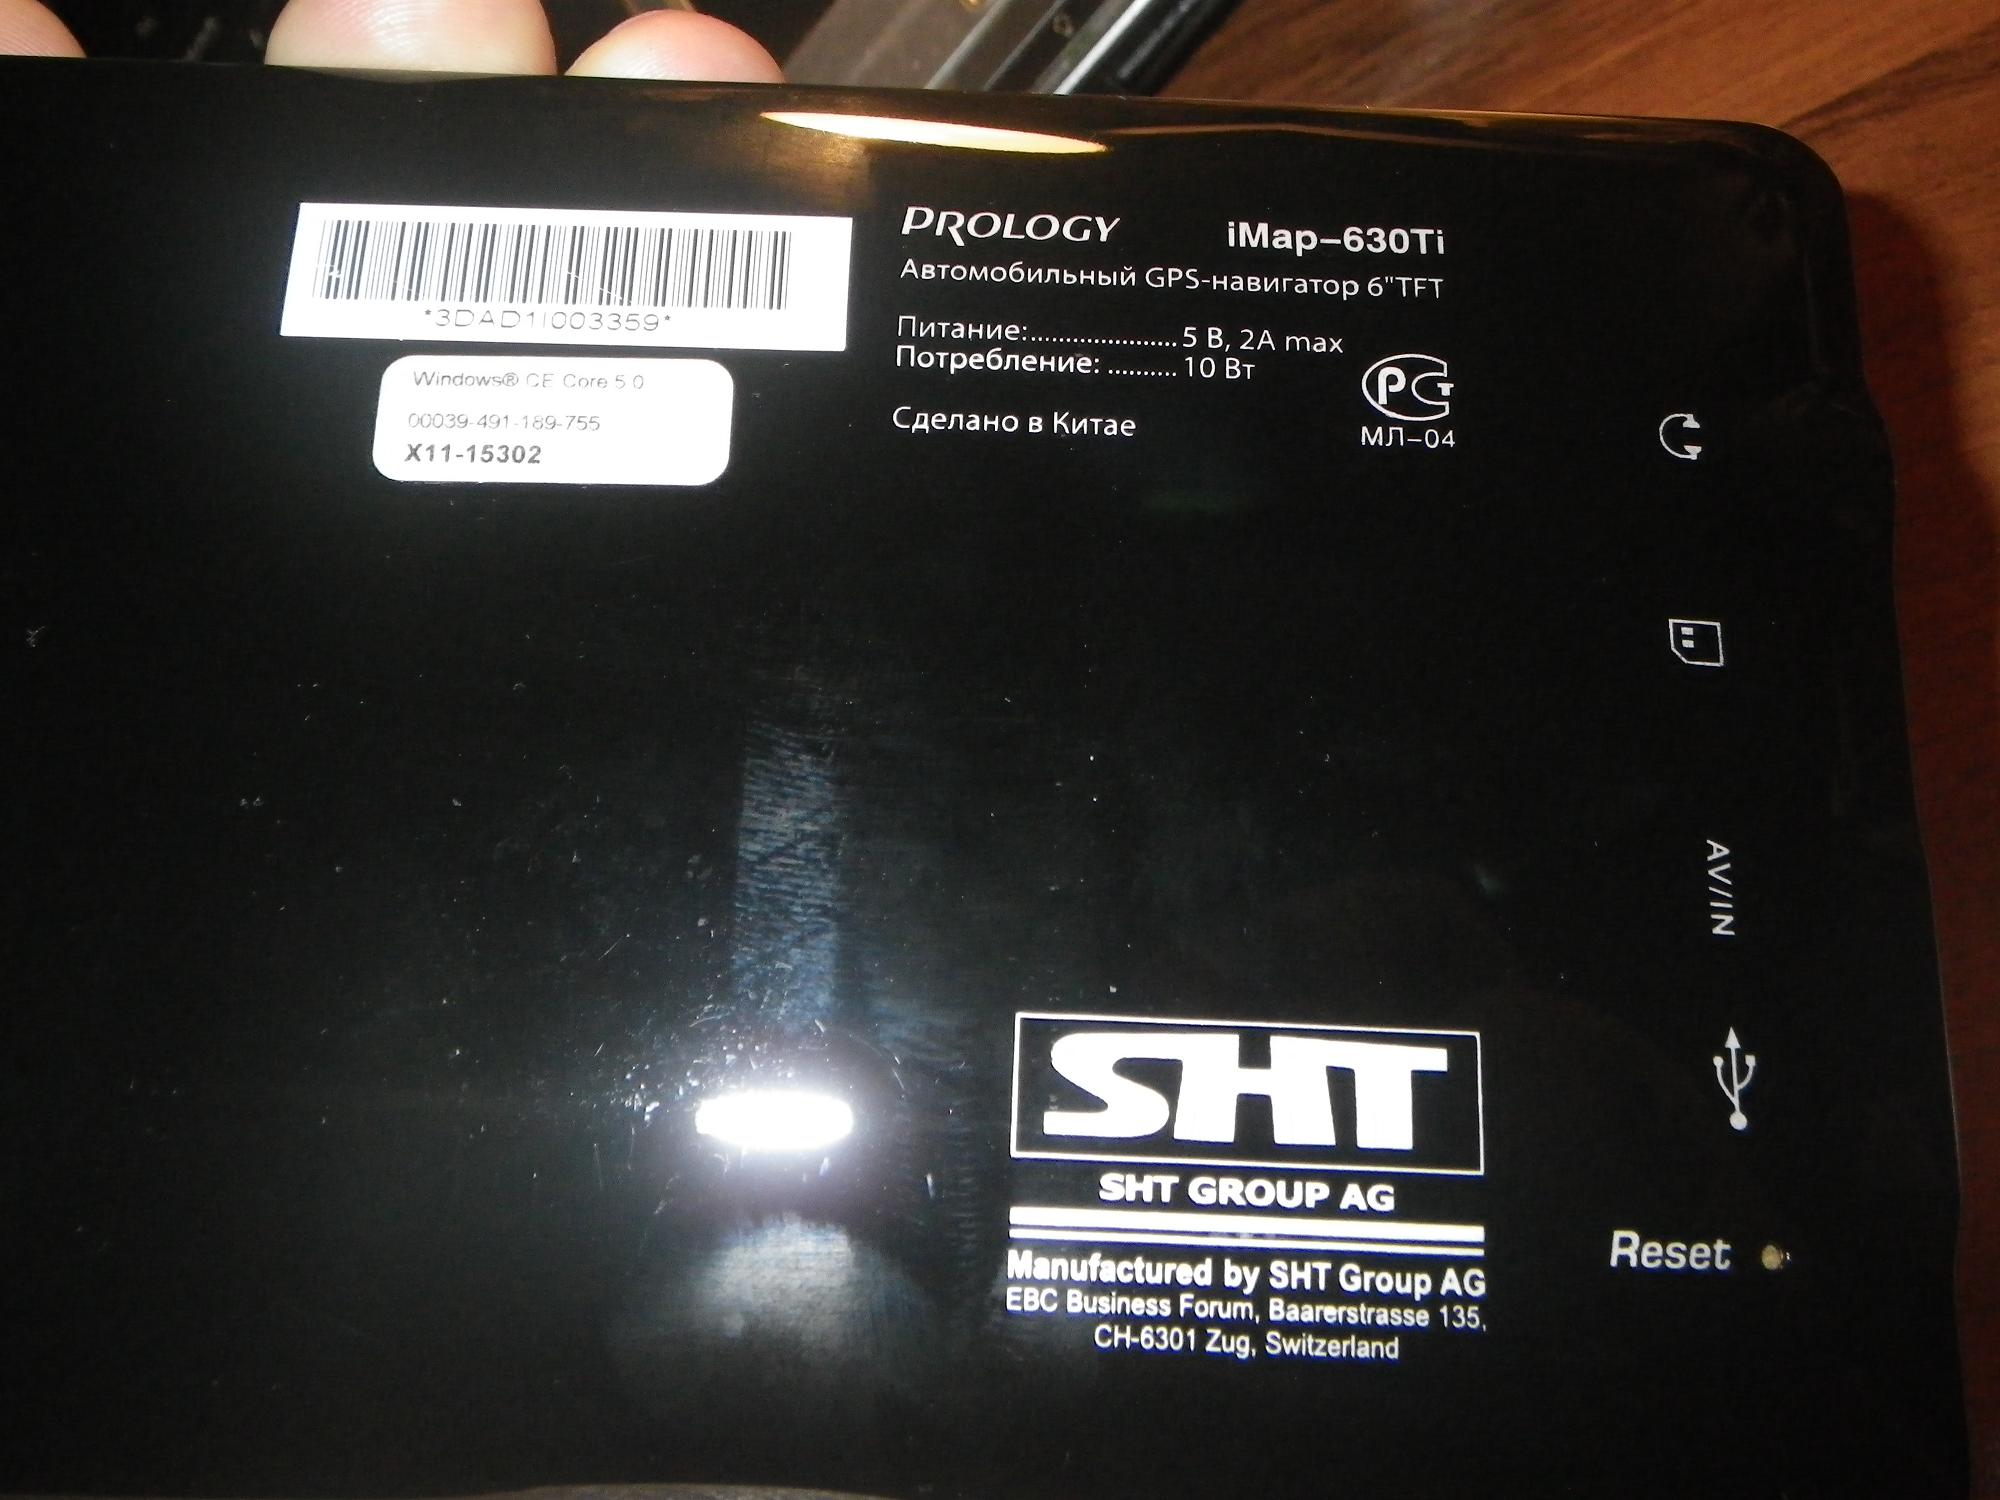 *3DAD1I003359*
Windows® CE Core 5.0
00039-491-189-755
X11-15302
PROLOGY iMap-630Ti
Автомобильный GPS-навигатор 6"TFT
Питание:...................... 5 В, 2A max
Потребление: .......... 10 Вт
Сделано в Китае
РСТ
МЛ-04
AV/IN
SHT
SHT GROUP AG
Manufactured by SHT Group AG
EBC Business Forum, Baarerstrasse 135,
CH-6301 Zug, Switzerland
Reset